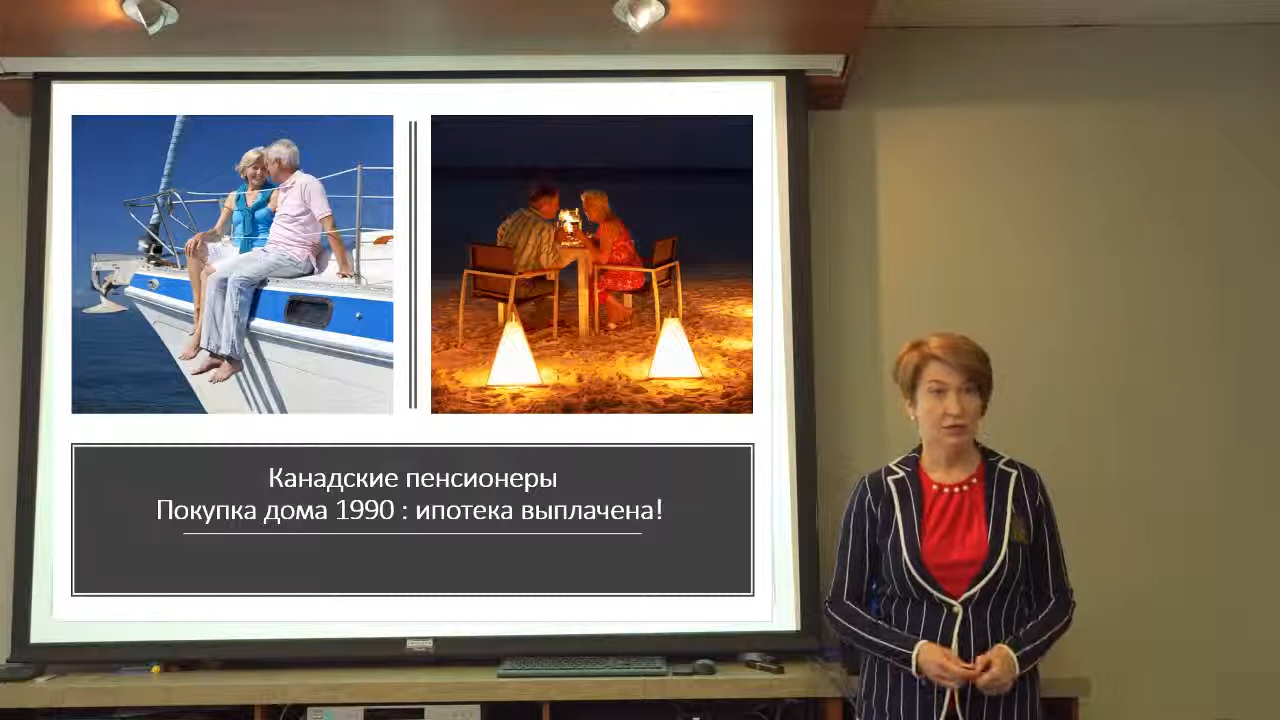 Канадские пенсионеры
Покупка дома 1990 : ипотека выплачена!